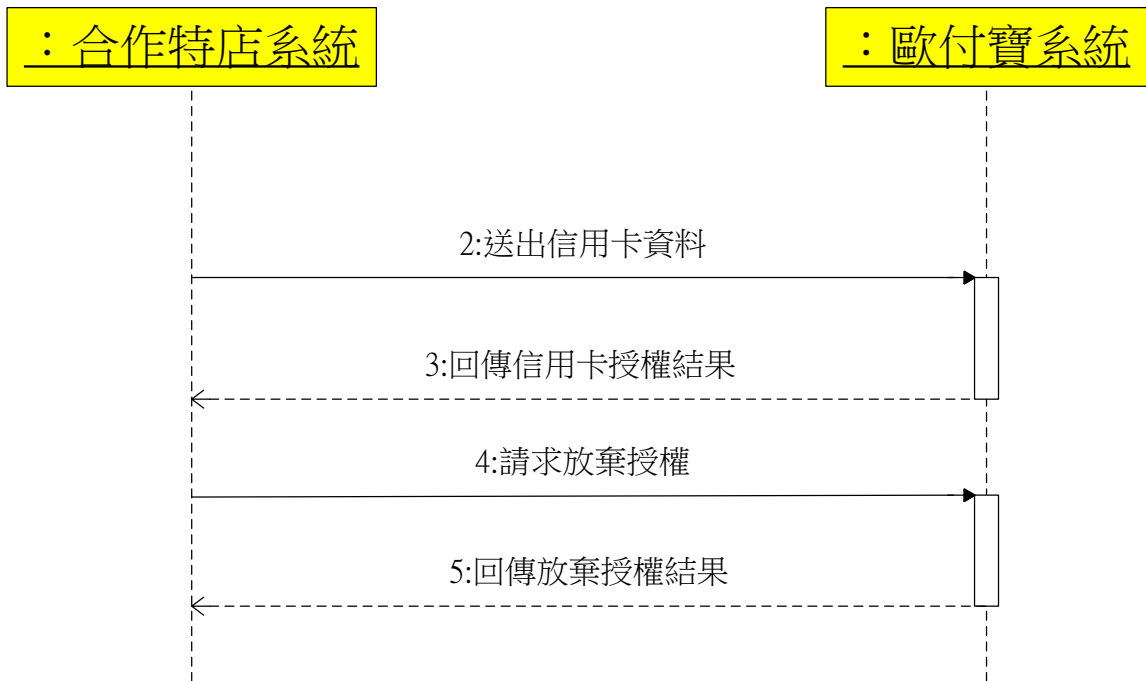 ：合作特店系統
：歐付寶系統
2:送出信用卡資料
3:回傳信用卡授權結果
4:請求放棄授權
5:回傳放棄授權結果